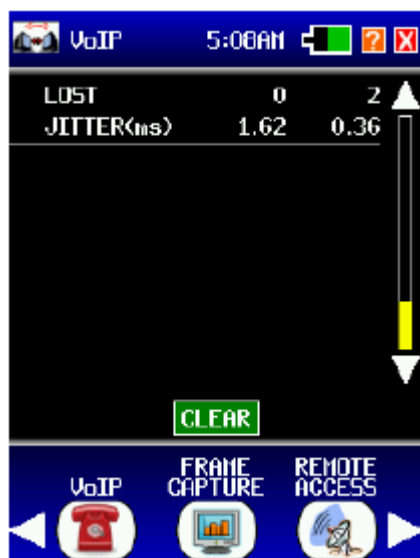 VoIP 5:08AM ? X
LOST 0 2
JITTER(ms) 1.62 0.36
CLEAR
VoIP FRAME CAPTURE REMOTE ACCESS